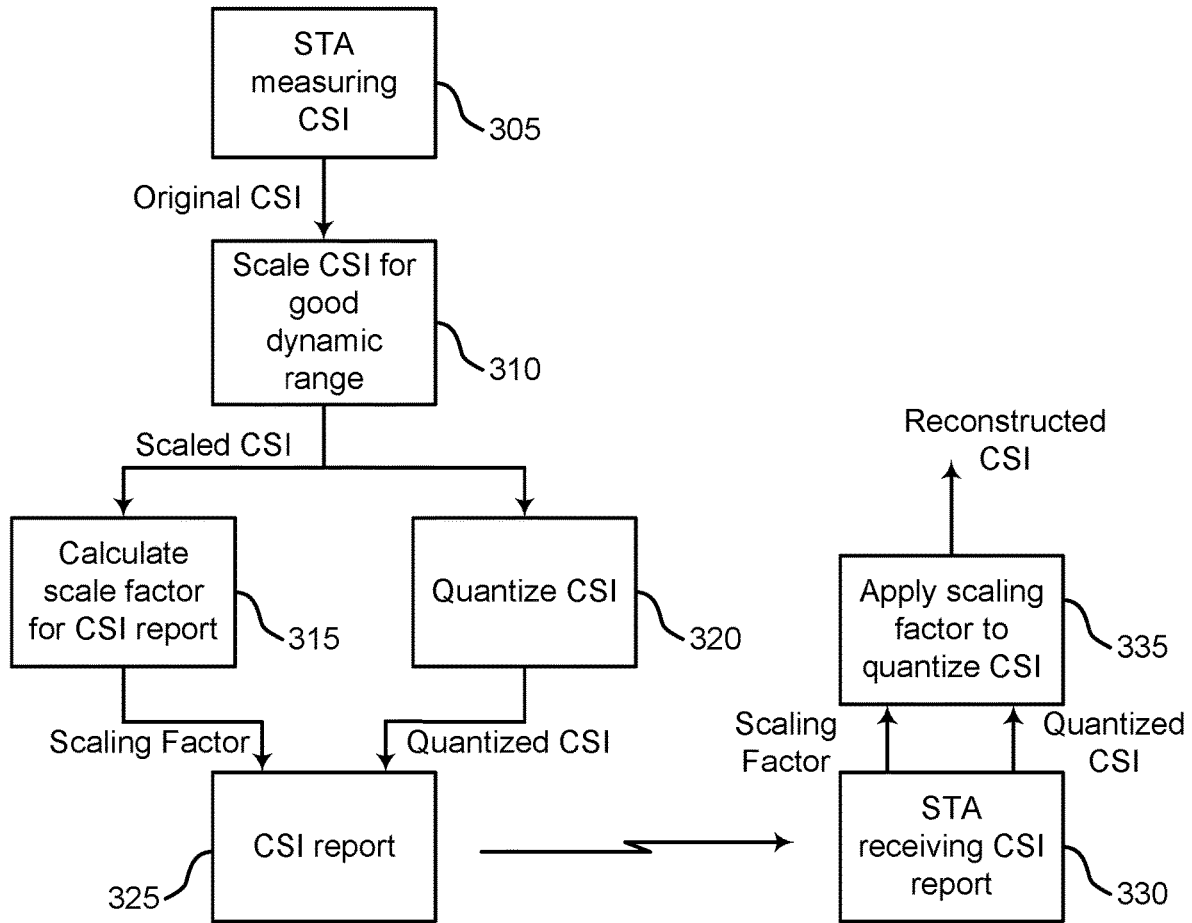 STA
measuring
CSI
305
Original CSI
Scale CSI for
good
dynamic
range
310
Scaled CSI
Calculate
scale factor
for CSI report
315
Quantize CSI
320
Scaling Factor
Quantized CSI
CSI report
325
Reconstructed
CSI
Apply scaling
factor to
quantize CSI
335
Scaling
Factor
Quantized
CSI
STA
receiving CSI
report
330